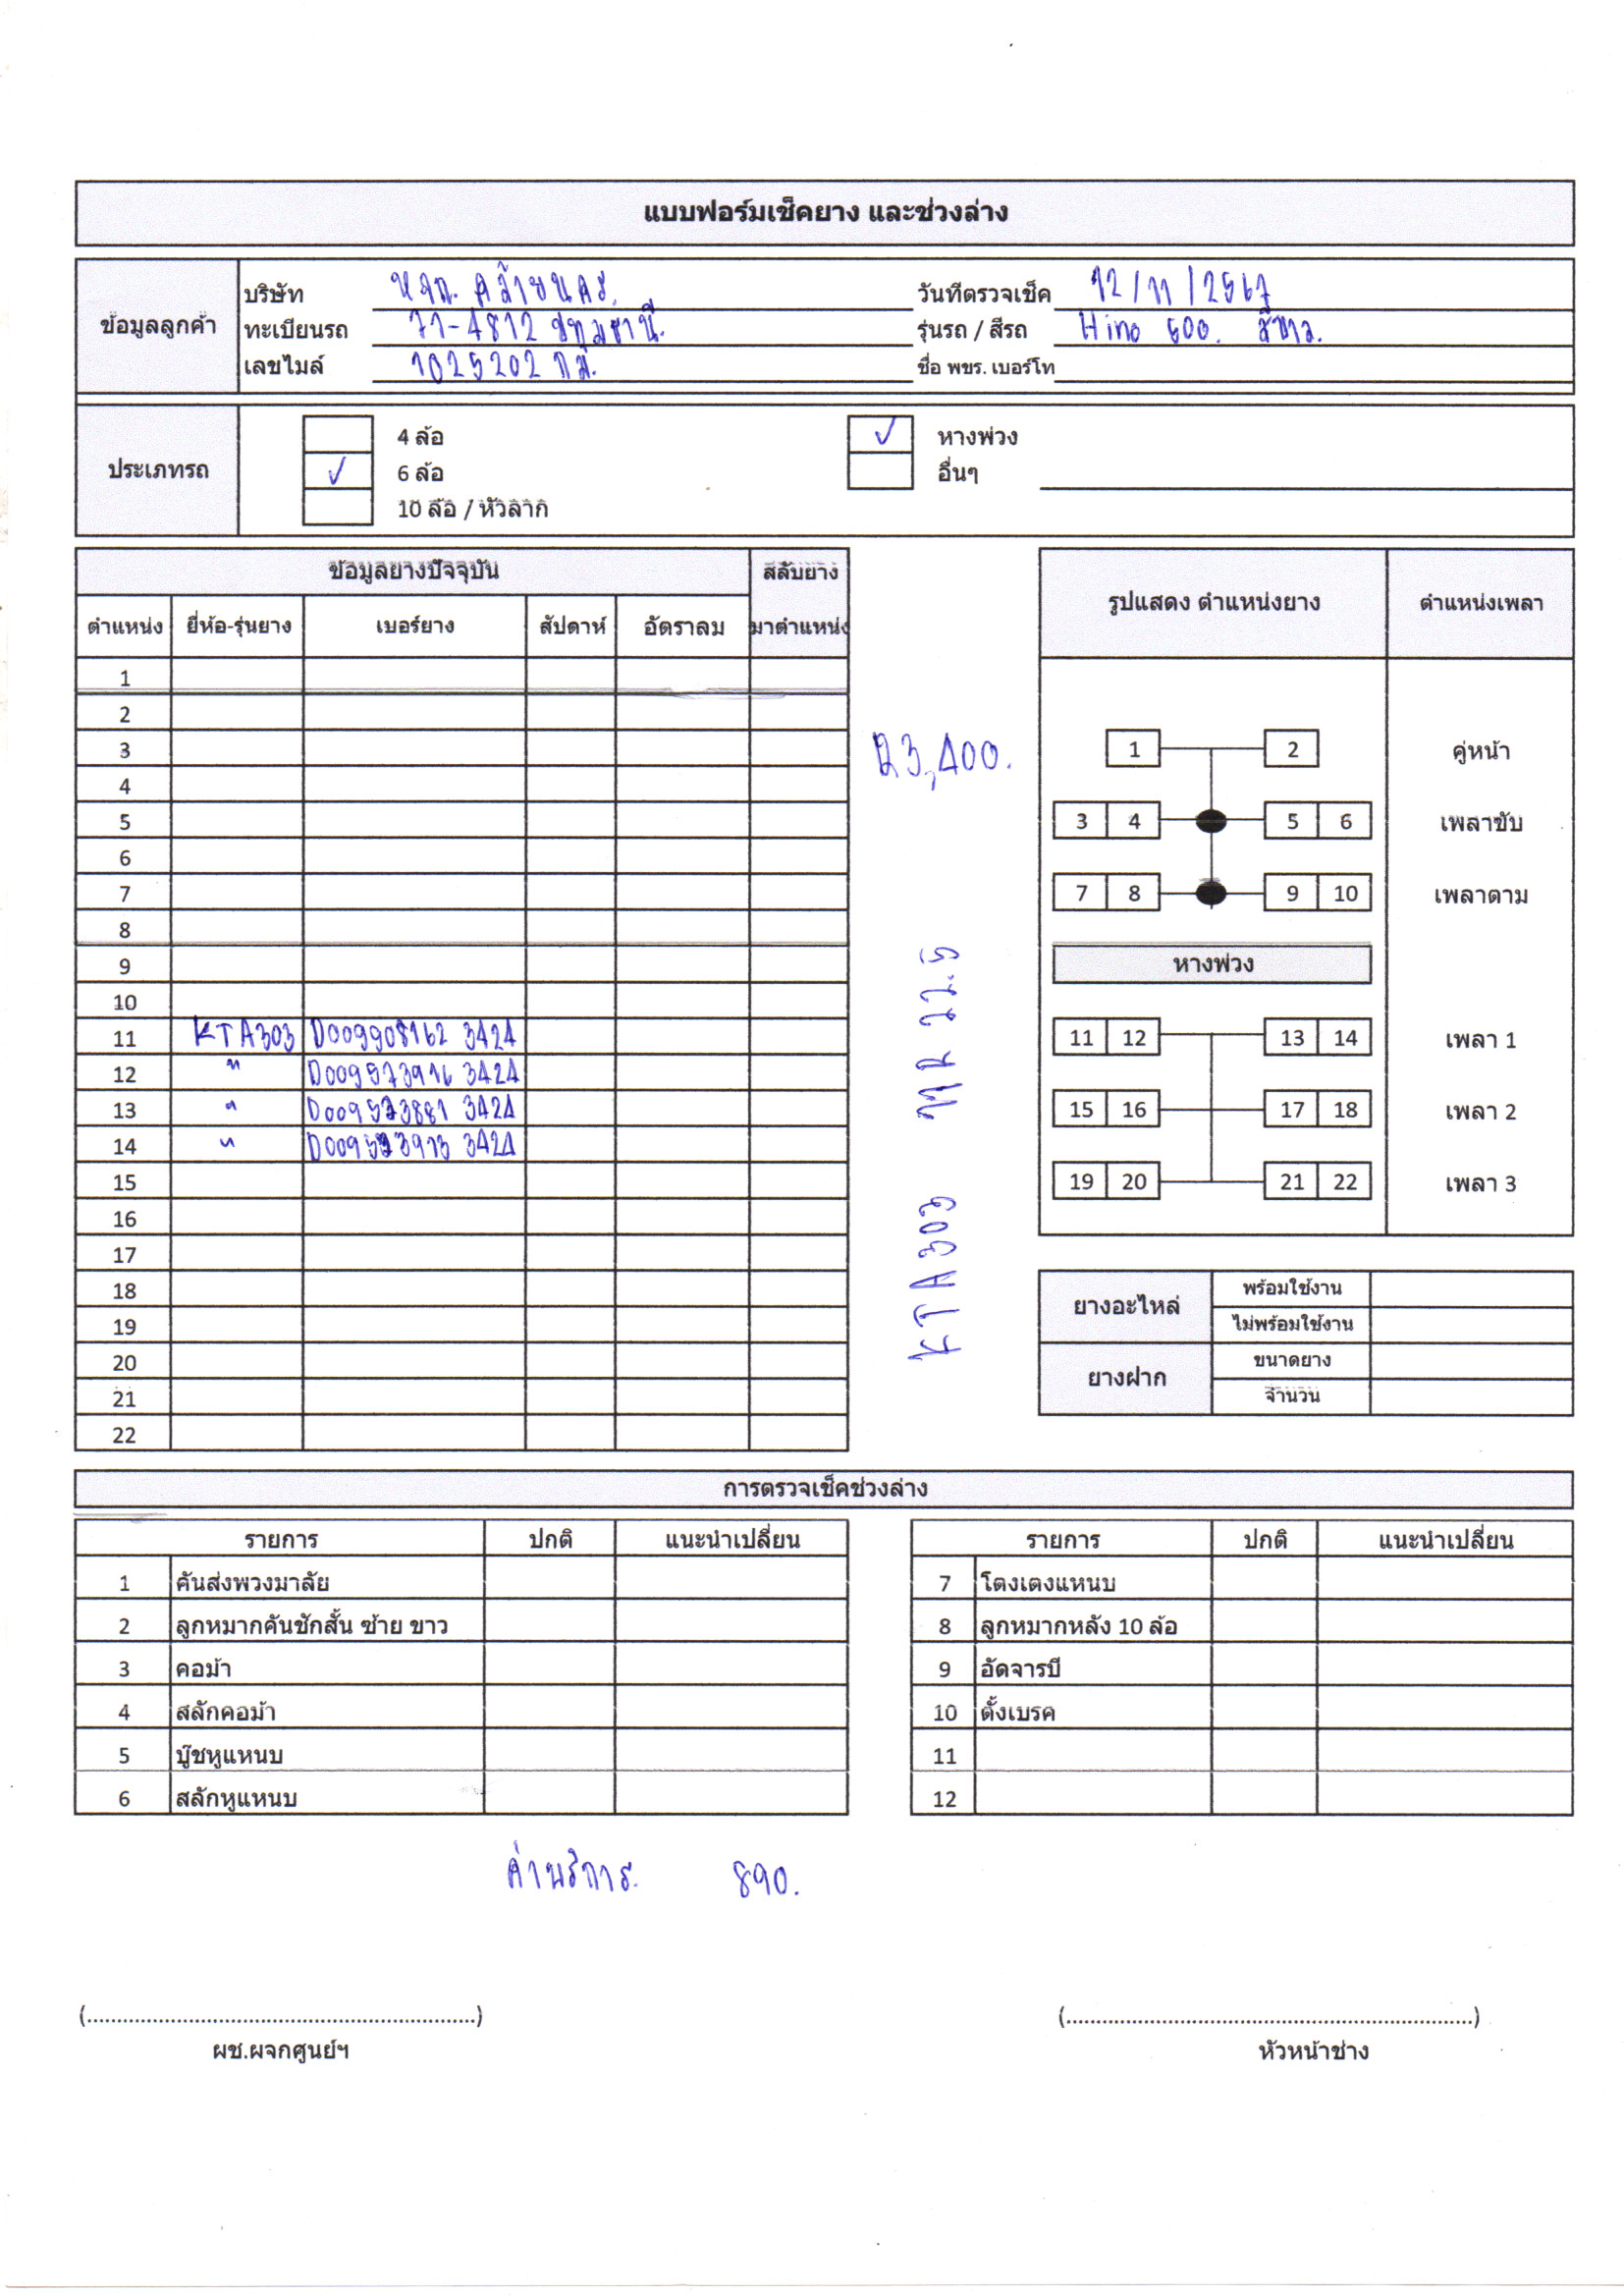 แบบฟอร์มเช็คยาง และช่วงล่าง
ข้อมูลลูกค้า
บริษัท หจก. คล้ายนคร. วันที่ตรวจเช็ค 12/11/2567
ทะเบียนรถ 71-4812 ปทุมธานี. รุ่นรถ / สีรถ Hino 500. สีขาว.
เลขไมล์ 1025202 กม. ชื่อ พขร. เบอร์โท
ประเภทรถ
4 ล้อ ✓ หางพ่วง
✓ 6 ล้อ อื่นๆ
10 ล้อ / หัวลาก
ข้อมูลยางปัจจุบัน สลับยาง
ตำแหน่ง ยี่ห้อ-รุ่นยาง เบอร์ยาง สัปดาห์ อัตราลม มาตำแหน่ง
1
2
3
4
5
6
7
8
9
10
11 KTA303 D009908162 3424
12 " D009573916 3424
13 " D009573881 3424
14 " D009573915 3424
15
16
17
18
19
20
21
22
23,400.
KTA303 22.5
รูปแสดง ตำแหน่งยาง ตำแหน่งเพลา
1 2 คู่หน้า
3 4 5 6 เพลาขับ
7 8 9 10 เพลาตาม
หางพ่วง
11 12 13 14 เพลา 1
15 16 17 18 เพลา 2
19 20 21 22 เพลา 3
ยางอะไหล่ พร้อมใช้งาน
ไม่พร้อมใช้งาน
ยางฝาก ขนาดยาง
จำนวน
การตรวจเช็คช่วงล่าง
รายการ ปกติ แนะนำเปลี่ยน
1 คันส่งพวงมาลัย
2 ลูกหมากคันชักสั้น ซ้าย ขาว
3 คอม้า
4 สลักคอม้า
5 บู๊ชหูแหนบ
6 สลักหูแหนบ
รายการ ปกติ แนะนำเปลี่ยน
7 โตงเตงแหนบ
8 ลูกหมากหลัง 10 ล้อ
9 อัดจารบี
10 ตั้งเบรค
11
12
ค่าบริการ. 890.
(................................................................) (................................................................)
ผช.ผจกศูนย์ฯ หัวหน้าช่าง